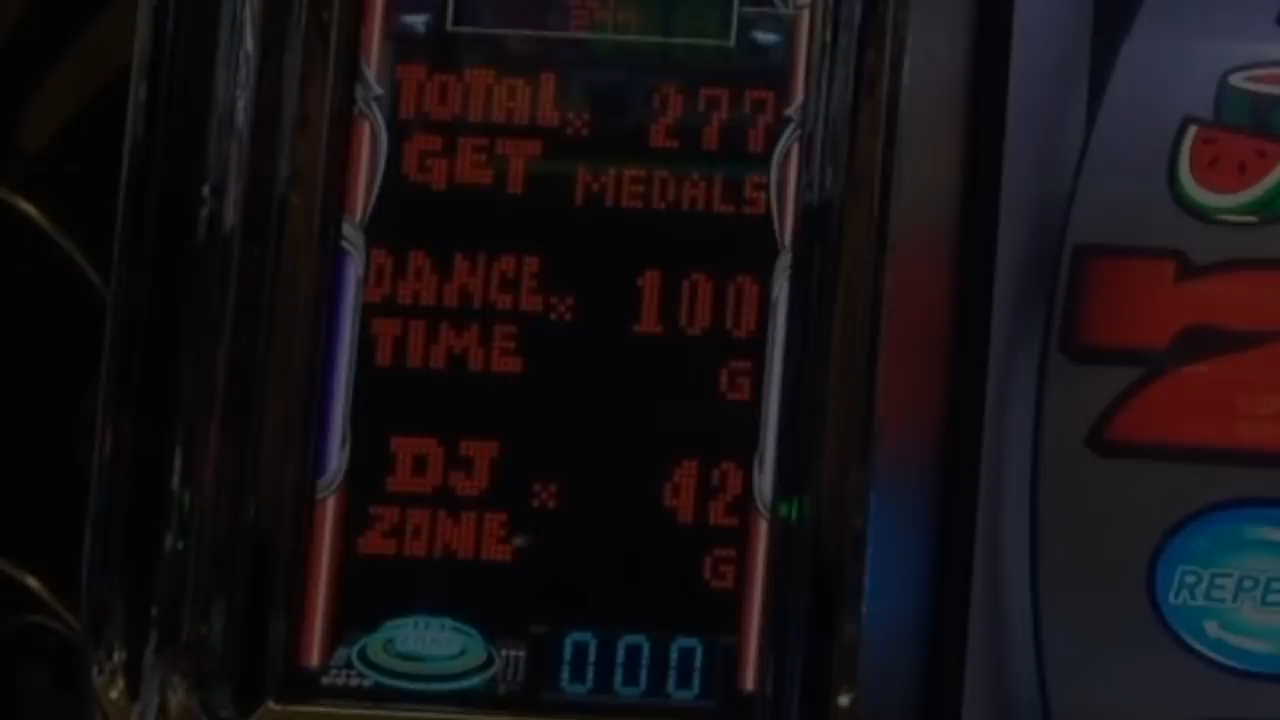 TOTAL × 277
GET MEDALS
DANCE × 100
TIME G
DJ × 42
ZONE G
000
REPE